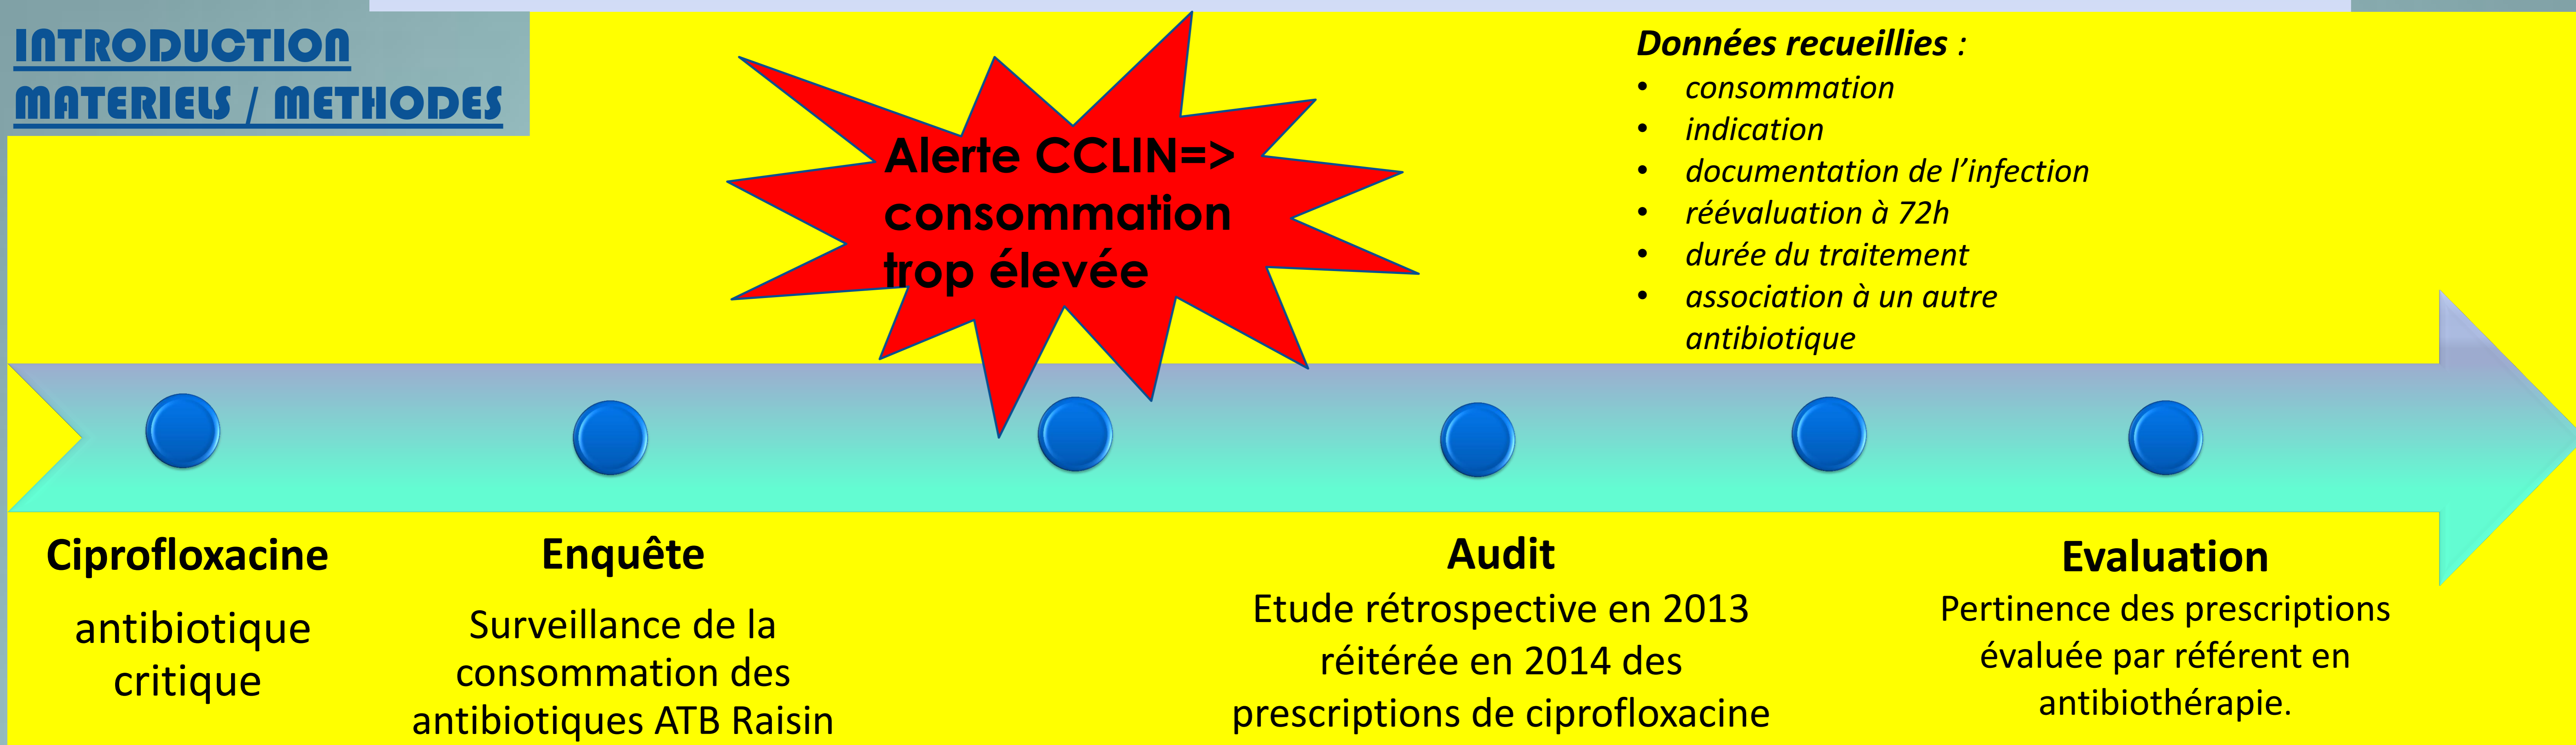 INTRODUCTION
MATERIELS / METHODES
Alerte CCLIN=>
consommation
trop élevée
Données recueillies :
• consommation
• indication
• documentation de l’infection
• réévaluation à 72h
• durée du traitement
• association à un autre
antibiotique
Ciprofloxacine
antibiotique
critique
Enquête
Surveillance de la
consommation des
antibiotiques ATB Raisin
Audit
Etude rétrospective en 2013
réitérée en 2014 des
prescriptions de ciprofloxacine
Evaluation
Pertinence des prescriptions
évaluée par référent en
antibiothérapie.